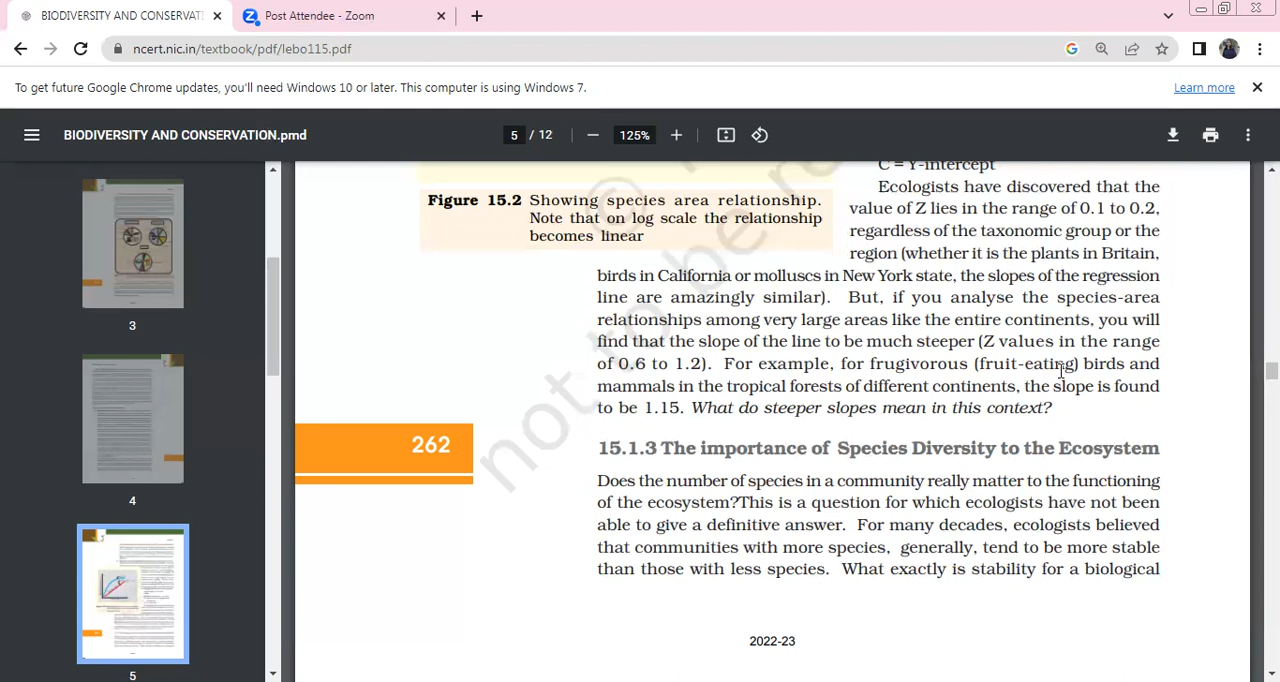 BIODIVERSITY AND CONSERVATI
Post Attendee - Zoom
ncert.nic.in/textbook/pdf/lebo115.pdf
To get future Google Chrome updates, you'll need Windows 10 or later. This computer is using Windows 7.
Learn more
BIODIVERSITY AND CONSERVATION.pmd
5 / 12
125%
3
4
5
C = Y-intercept
Figure 15.2 Showing species area relationship.
Note that on log scale the relationship
becomes linear
Ecologists have discovered that the
value of Z lies in the range of 0.1 to 0.2,
regardless of the taxonomic group or the
region (whether it is the plants in Britain,
birds in California or molluscs in New York state, the slopes of the regression
line are amazingly similar). But, if you analyse the species-area
relationships among very large areas like the entire continents, you will
find that the slope of the line to be much steeper (Z values in the range
of 0.6 to 1.2). For example, for frugivorous (fruit-eating) birds and
mammals in the tropical forests of different continents, the slope is found
to be 1.15. What do steeper slopes mean in this context?
262
15.1.3 The importance of Species Diversity to the Ecosystem
Does the number of species in a community really matter to the functioning
of the ecosystem?This is a question for which ecologists have not been
able to give a definitive answer. For many decades, ecologists believed
that communities with more species, generally, tend to be more stable
than those with less species. What exactly is stability for a biological
2022-23
not to be re
©